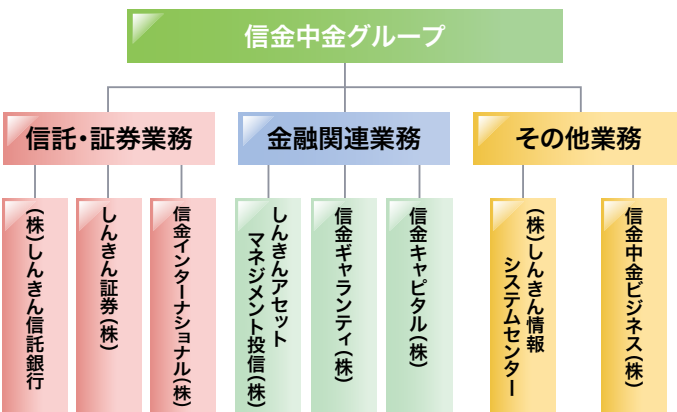 信金中金グループ
信託・証券業務
金融関連業務
その他業務
(株)しんきん信託銀行
しんきん証券(株)
信金インターナショナル(株)
しんきんアセット
マネジメント投信(株)
信金ギャランティ(株)
信金キャピタル(株)
(株)しんきん情報
システムセンター
信金中金ビジネス(株)